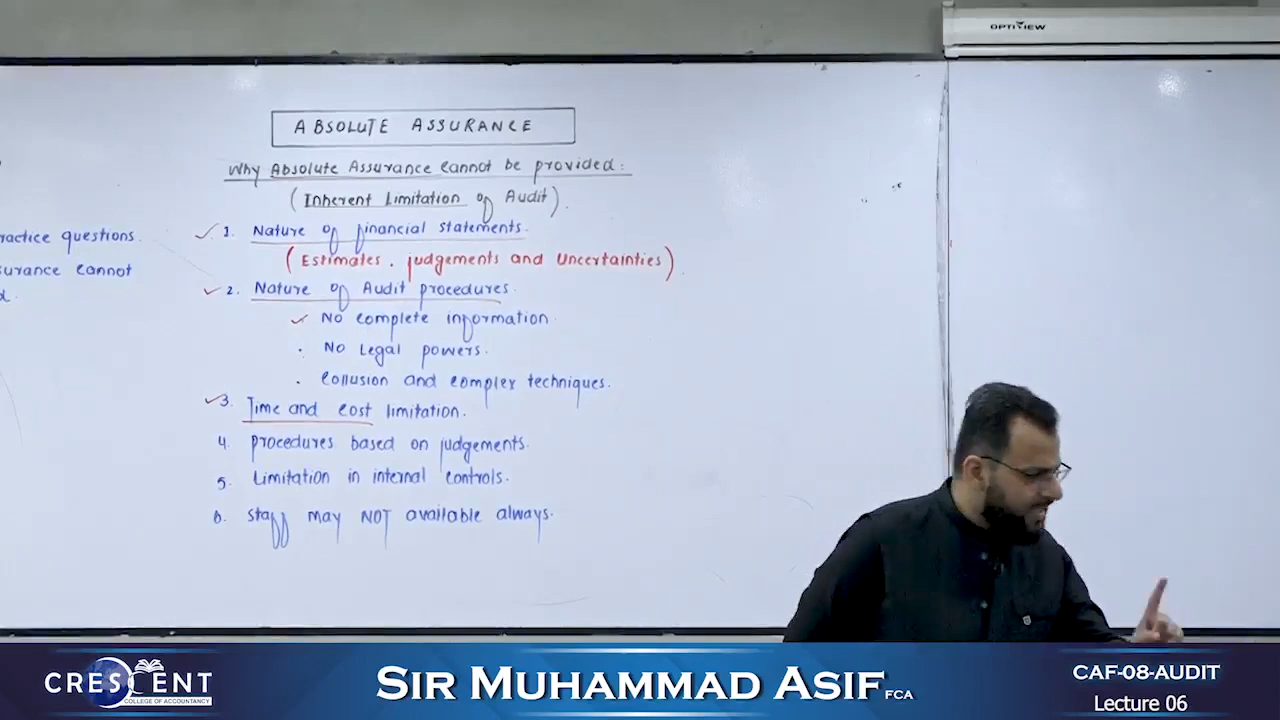 OPTIVIEW
ABSOLUTE ASSURANCE
Why Absolute Assurance cannot be provided:
(Inherent Limitation of Audit).
1. Nature of financial statements.
(Estimates, judgements and Uncertainties).
2. Nature of Audit procedures.
No complete information.
. No Legal powers.
. Collusion and complex techniques.
3. Time and cost limitation.
4. procedures based on judgements.
5. Limitation in internal controls.
6. staff may NOT available always.
ractice questions.
urance cannot
d.
CRESCENT
COLLEGE OF ACCOUNTANCY
SIR MUHAMMAD ASIF FCA
CAF-08-AUDIT
Lecture 06